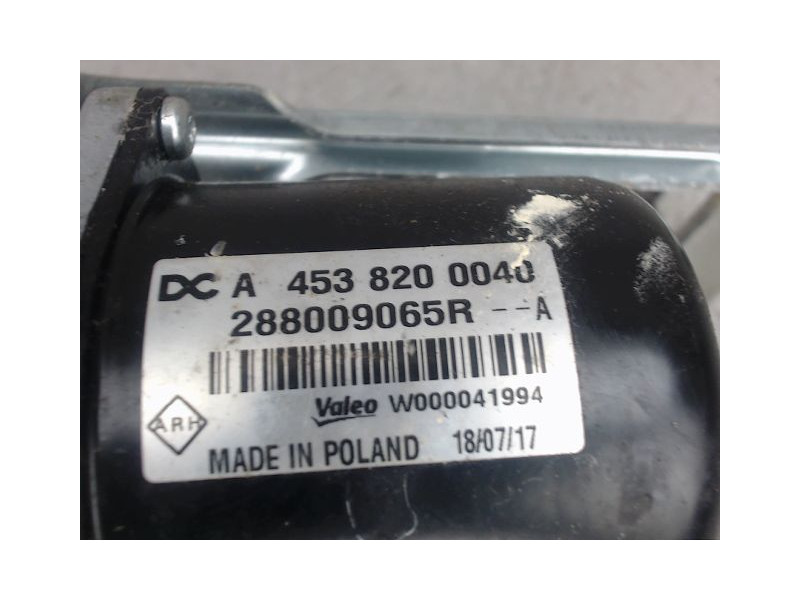 DC A 453 820 0040
288009065R --A
Valeo W000041994
ARH
MADE IN POLAND 18/07/17